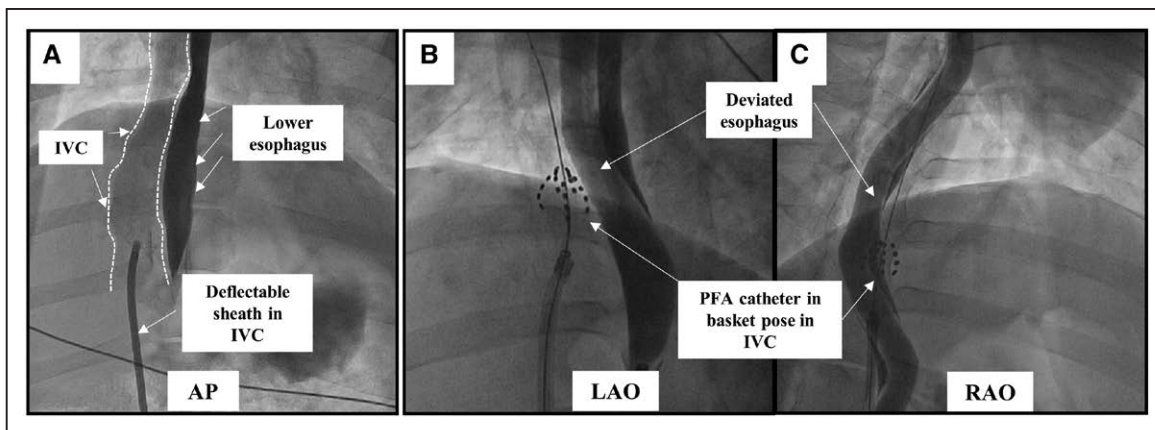 A
IVC
Lower
esophagus
Deflectable
sheath in
IVC
AP
B
Deviated
esophagus
PFA catheter in
basket pose in
IVC
LAO
C
RAO